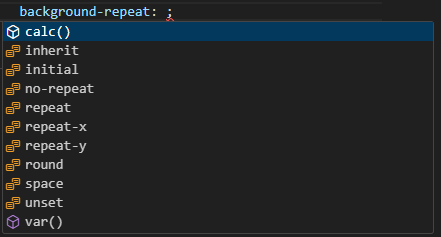 background-repeat: ;
calc()
inherit
initial
no-repeat
repeat
repeat-x
repeat-y
round
space
unset
var()